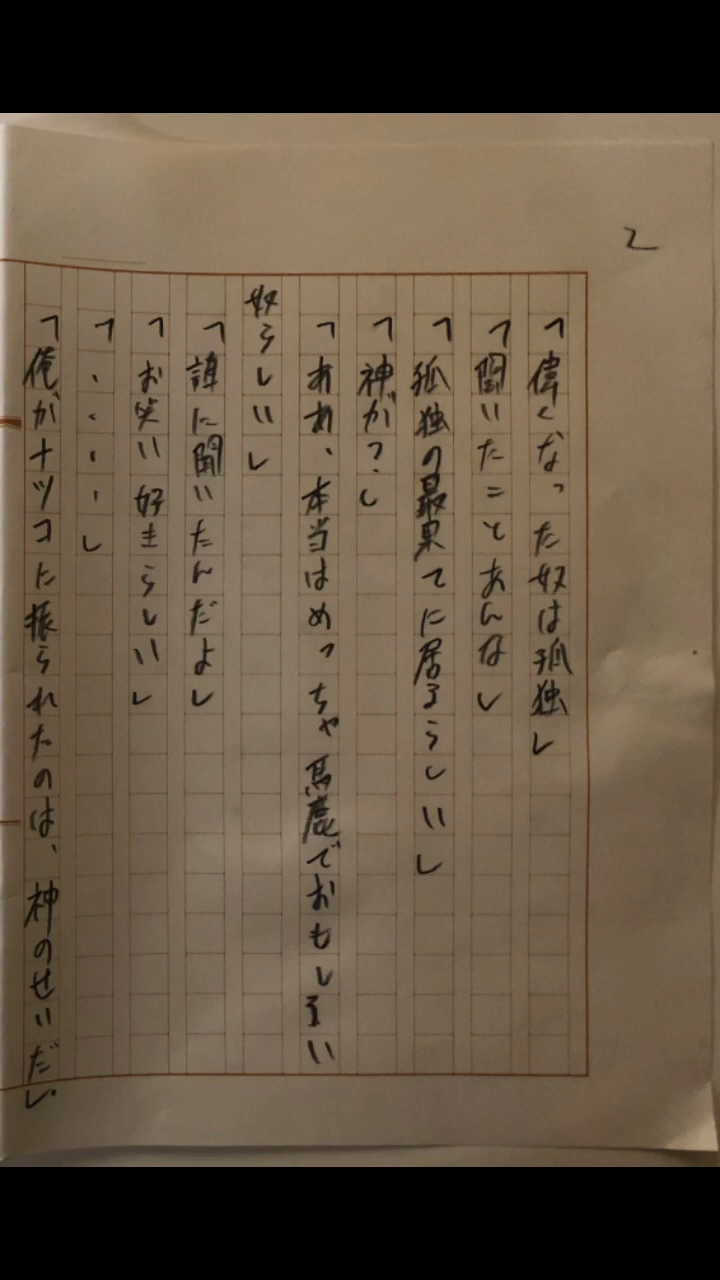 2
「偉くなった奴は孤独」
「聞いたことあんな」
「孤独の最果てに居るらしい」
「神が?」
「ああ、本当はめっちゃ馬鹿でおもしろい
奴らしい」
「誰に聞いたんだよ」
「お笑い好きらしい」
「・・・・」
「俺がナツコに振られたのは、神のせいだ」